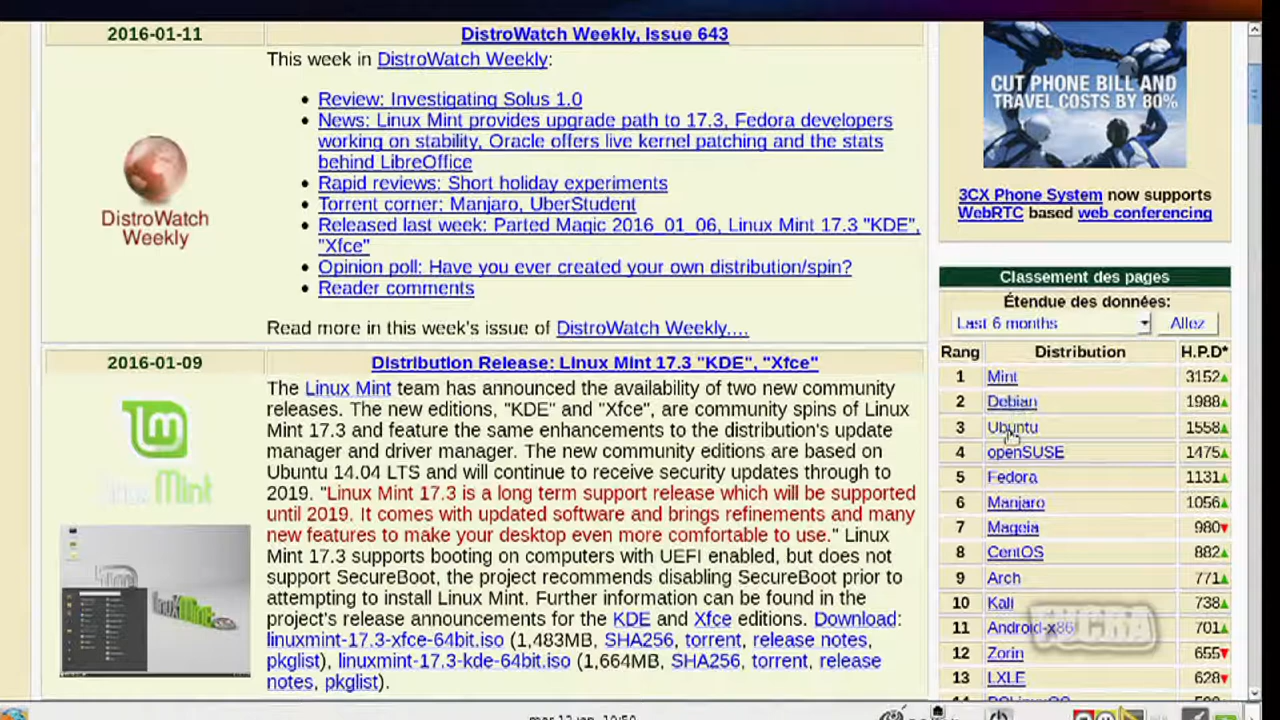 2016-01-11
DistroWatch Weekly, Issue 643
This week in DistroWatch Weekly:
• Review: Investigating Solus 1.0
• News: Linux Mint provides upgrade path to 17.3, Fedora developers
working on stability, Oracle offers live kernel patching and the stats
behind LibreOffice
• Rapid reviews: Short holiday experiments
• Torrent corner: Manjaro, UberStudent
• Released last week: Parted Magic 2016_01_06, Linux Mint 17.3 "KDE",
"Xfce"
• Opinion poll: Have you ever created your own distribution/spin?
• Reader comments
Read more in this week's issue of DistroWatch Weekly,...
DistroWatch
Weekly
2016-01-09
Distribution Release: Linux Mint 17.3 "KDE", "Xfce"
The Linux Mint team has announced the availability of two new community
releases. The new editions, "KDE" and "Xfce", are community spins of Linux
Mint 17.3 and feature the same enhancements to the distribution's update
manager and driver manager. The new community editions are based on
Ubuntu 14.04 LTS and will continue to receive security updates through to
2019. "Linux Mint 17.3 is a long term support release which will be supported
until 2019. It comes with updated software and brings refinements and many
new features to make your desktop even more comfortable to use." Linux
Mint 17.3 supports booting on computers with UEFI enabled, but does not
support SecureBoot, the project recommends disabling SecureBoot prior to
attempting to install Linux Mint. Further information can be found in the
project's release announcements for the KDE and Xfce editions. Download:
linuxmint-17.3-xfce-64bit.iso (1,483MB, SHA256, torrent, release notes,
pkglist), linuxmint-17.3-kde-64bit.iso (1,664MB, SHA256, torrent, release
notes, pkglist).
CUT PHONE BILL AND
TRAVEL COSTS BY 80%
3CX Phone System now supports
WebRTC based web conferencing
Classement des pages
Étendue des données:
Last 6 months Allez
Rang Distribution H.P.D*
1 Mint 3152
2 Debian 1988
3 Ubuntu 1558
4 openSUSE 1475
5 Fedora 1131
6 Manjaro 1056
7 Mageia 980
8 CentOS 882
9 Arch 771
10 Kali 738
11 Android-x86 701
12 Zorin 655
13 LXLE 628